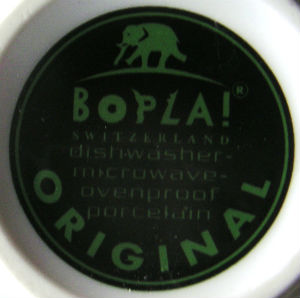 BOPLA!®
SWITZERLAND
dishwasher-
microwave-
ovenproof
porcelain
ORIGINAL